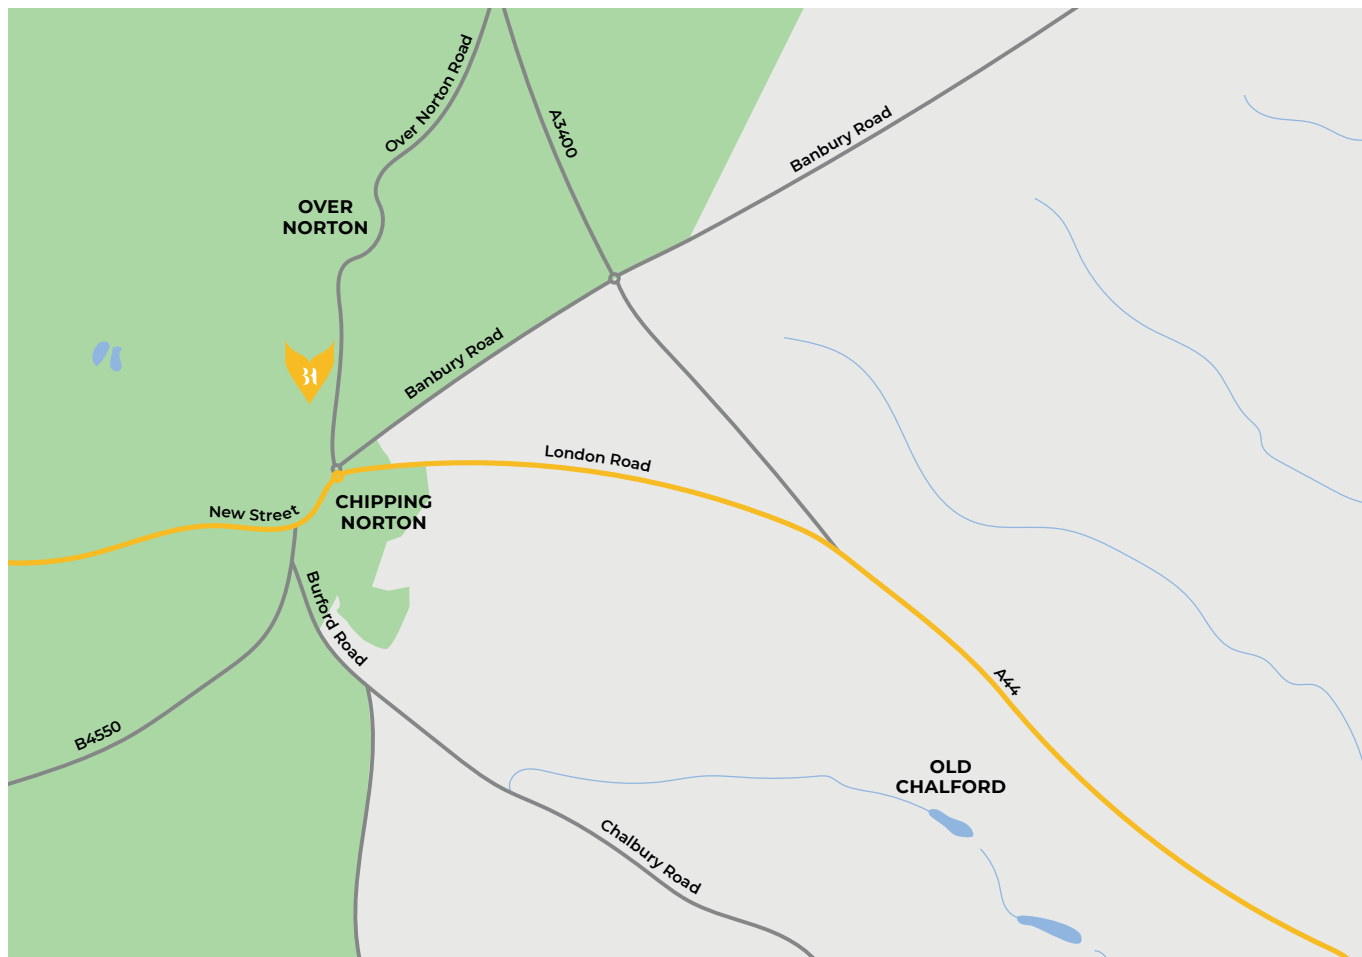 Over Norton Road
A3400
Banbury Road
OVER
NORTON
Banbury Road
London Road
New Street
CHIPPING
NORTON
Burford Road
A44
B4550
OLD
CHALFORD
Chalbury Road